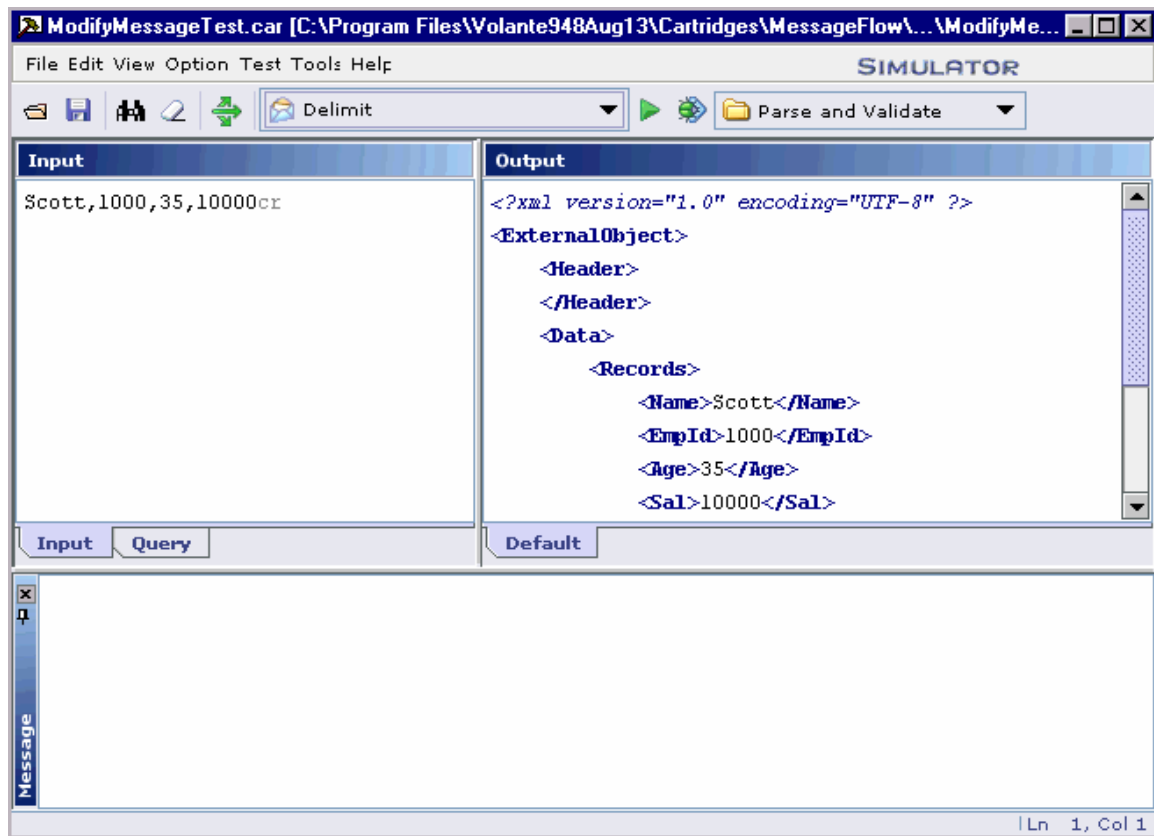 ModifyMessageTest.car [C:\Program Files\Volante948Aug13\Cartridges\MessageFlow\...\ModifyMe...
File Edit View Option Test Tools Help
SIMULATOR
Delimit
Parse and Validate
Input
Scott,1000,35,10000cr
Input Query
Output
<?xml version="1.0" encoding="UTF-8" ?>
<ExternalObject>
<Header>
</Header>
<Data>
<Records>
<Name>Scott</Name>
<EmpId>1000</EmpId>
<Age>35</Age>
<Sal>10000</Sal>
Default
Message
Ln 1, Col 1